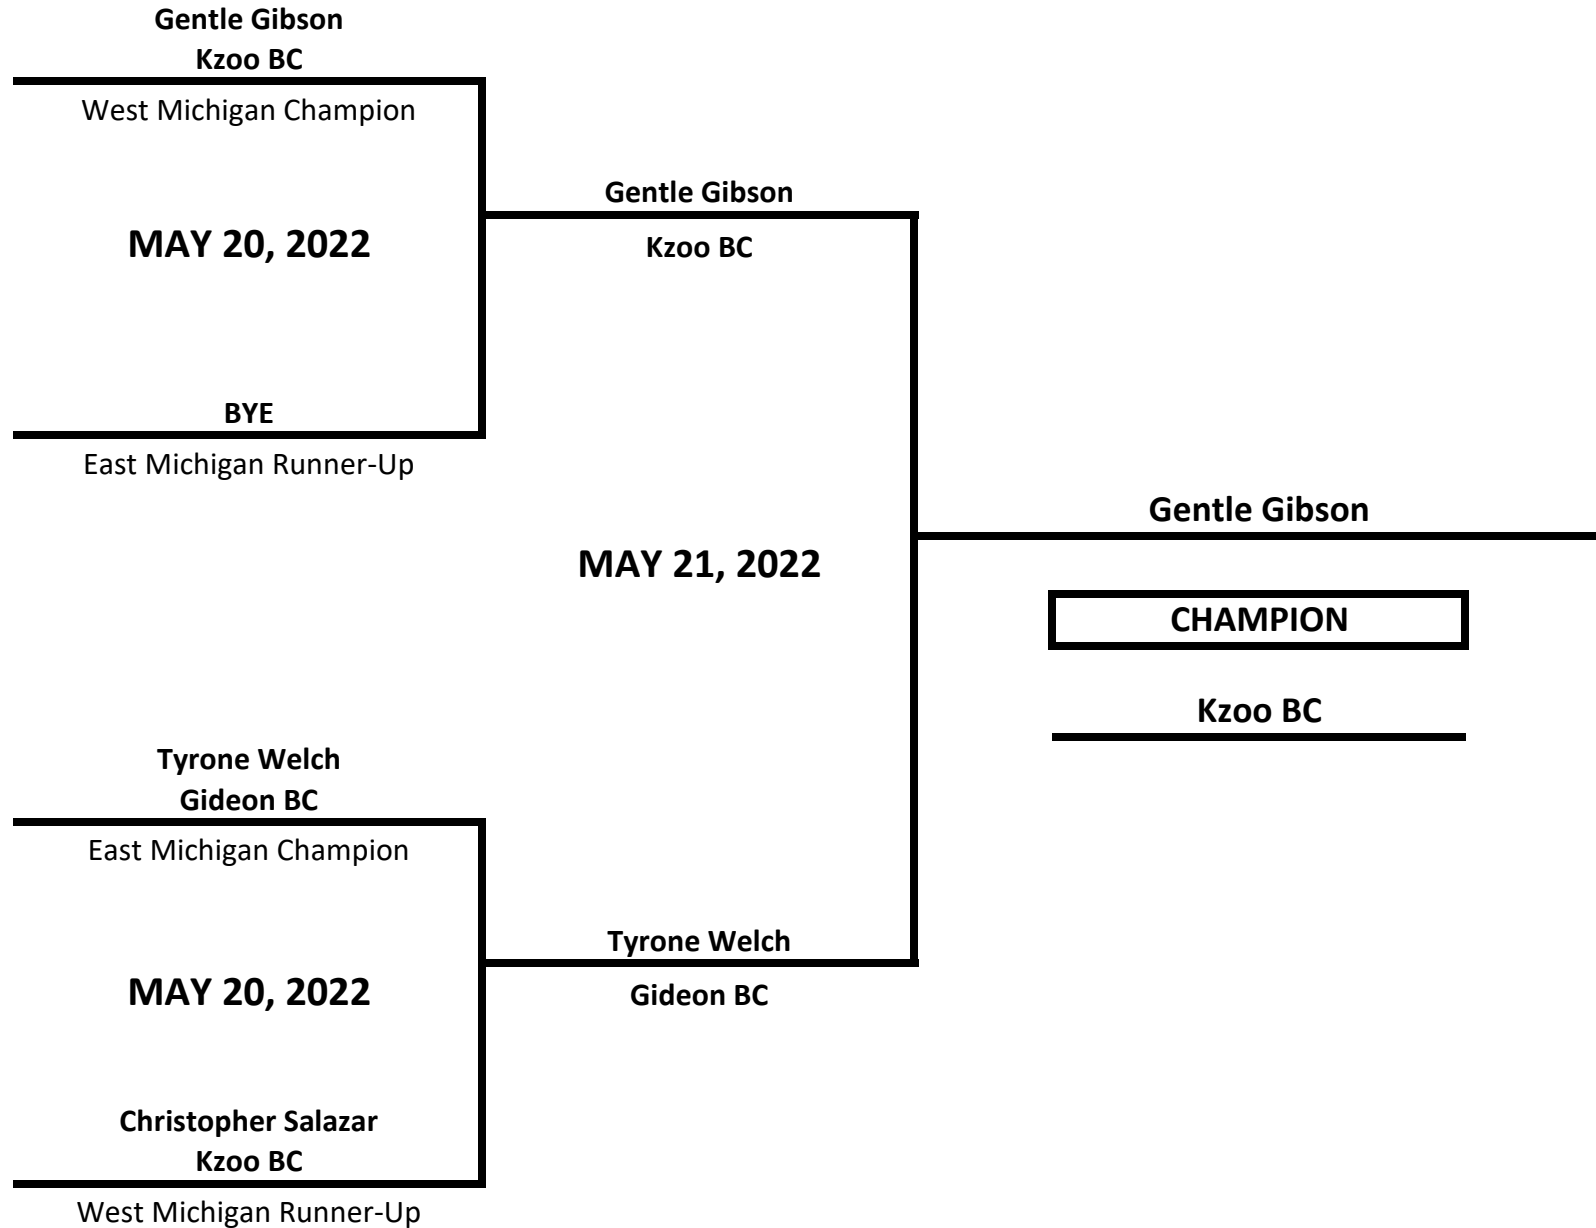 Gentle Gibson
Kzoo BC
West Michigan Champion
MAY 20, 2022
BYE
East Michigan Runner-Up
Gentle Gibson
Kzoo BC
MAY 21, 2022
Gentle Gibson
CHAMPION
Kzoo BC
Tyrone Welch
Gideon BC
East Michigan Champion
MAY 20, 2022
Christopher Salazar
Kzoo BC
West Michigan Runner-Up
Tyrone Welch
Gideon BC